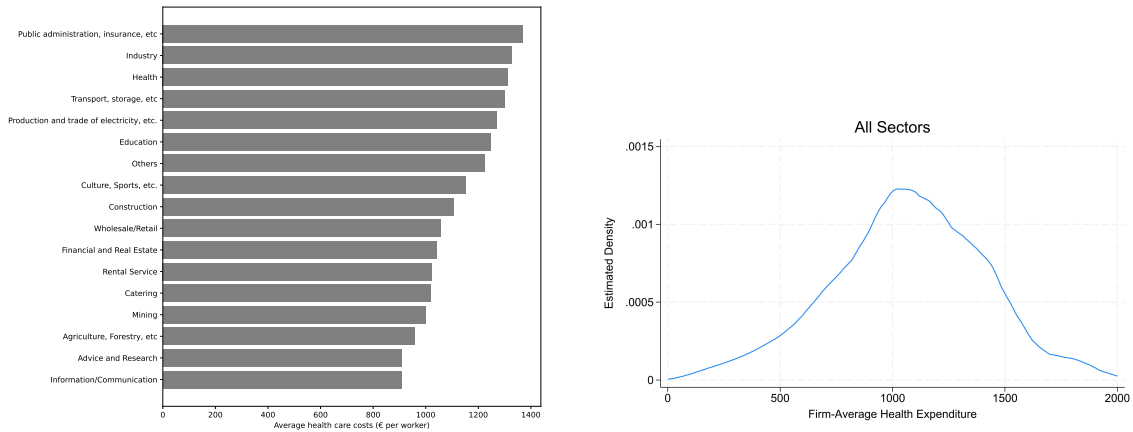 Public administration, insurance, etc
Industry
Health
Transport, storage, etc
Production and trade of electricity, etc.
Education
Others
Culture, Sports, etc.
Construction
Wholesale/Retail
Financial and Real Estate
Rental Service
Catering
Mining
Agriculture, Forestry, etc
Advice and Research
Information/Communication
0 200 400 600 800 1000 1200 1400
Average health care costs (€ per worker)
All Sectors
.0015
.001
.0005
0
Estimated Density
0 500 1000 1500 2000
Firm-Average Health Expenditure